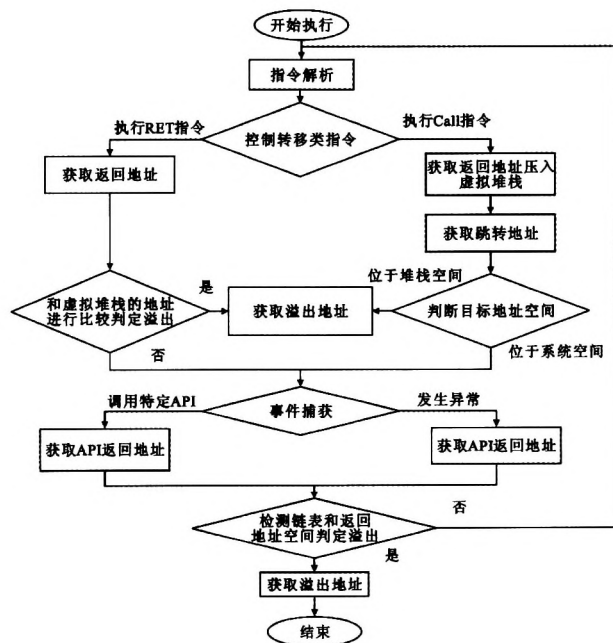 开始执行
指令解析
执行RET指令
控制转移类指令
执行Call指令
获取返回地址
获取返回地址压入
虚拟堆栈
获取跳转地址
和虚拟堆栈的地址
进行比较判定溢出
是
获取溢出地址
位于堆栈空间
判断目标地址空间
否
位于系统空间
调用特定API
事件捕获
发生异常
获取API返回地址
获取API返回地址
检测链表和返回
地址空间判定溢出
否
是
获取溢出地址
结束